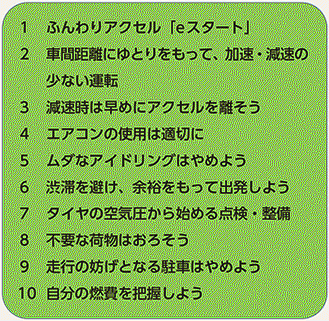 1 ふんわりアクセル「eスタート」
2 車間距離にゆとりをもって、加速・減速の
少ない運転
3 減速時は早めにアクセルを離そう
4 エアコンの使用は適切に
5 ムダなアイドリングはやめよう
6 渋滞を避け、余裕をもって出発しよう
7 タイヤの空気圧から始める点検・整備
8 不要な荷物はおろそう
9 走行の妨げとなる駐車はやめよう
10 自分の燃費を把握しよう